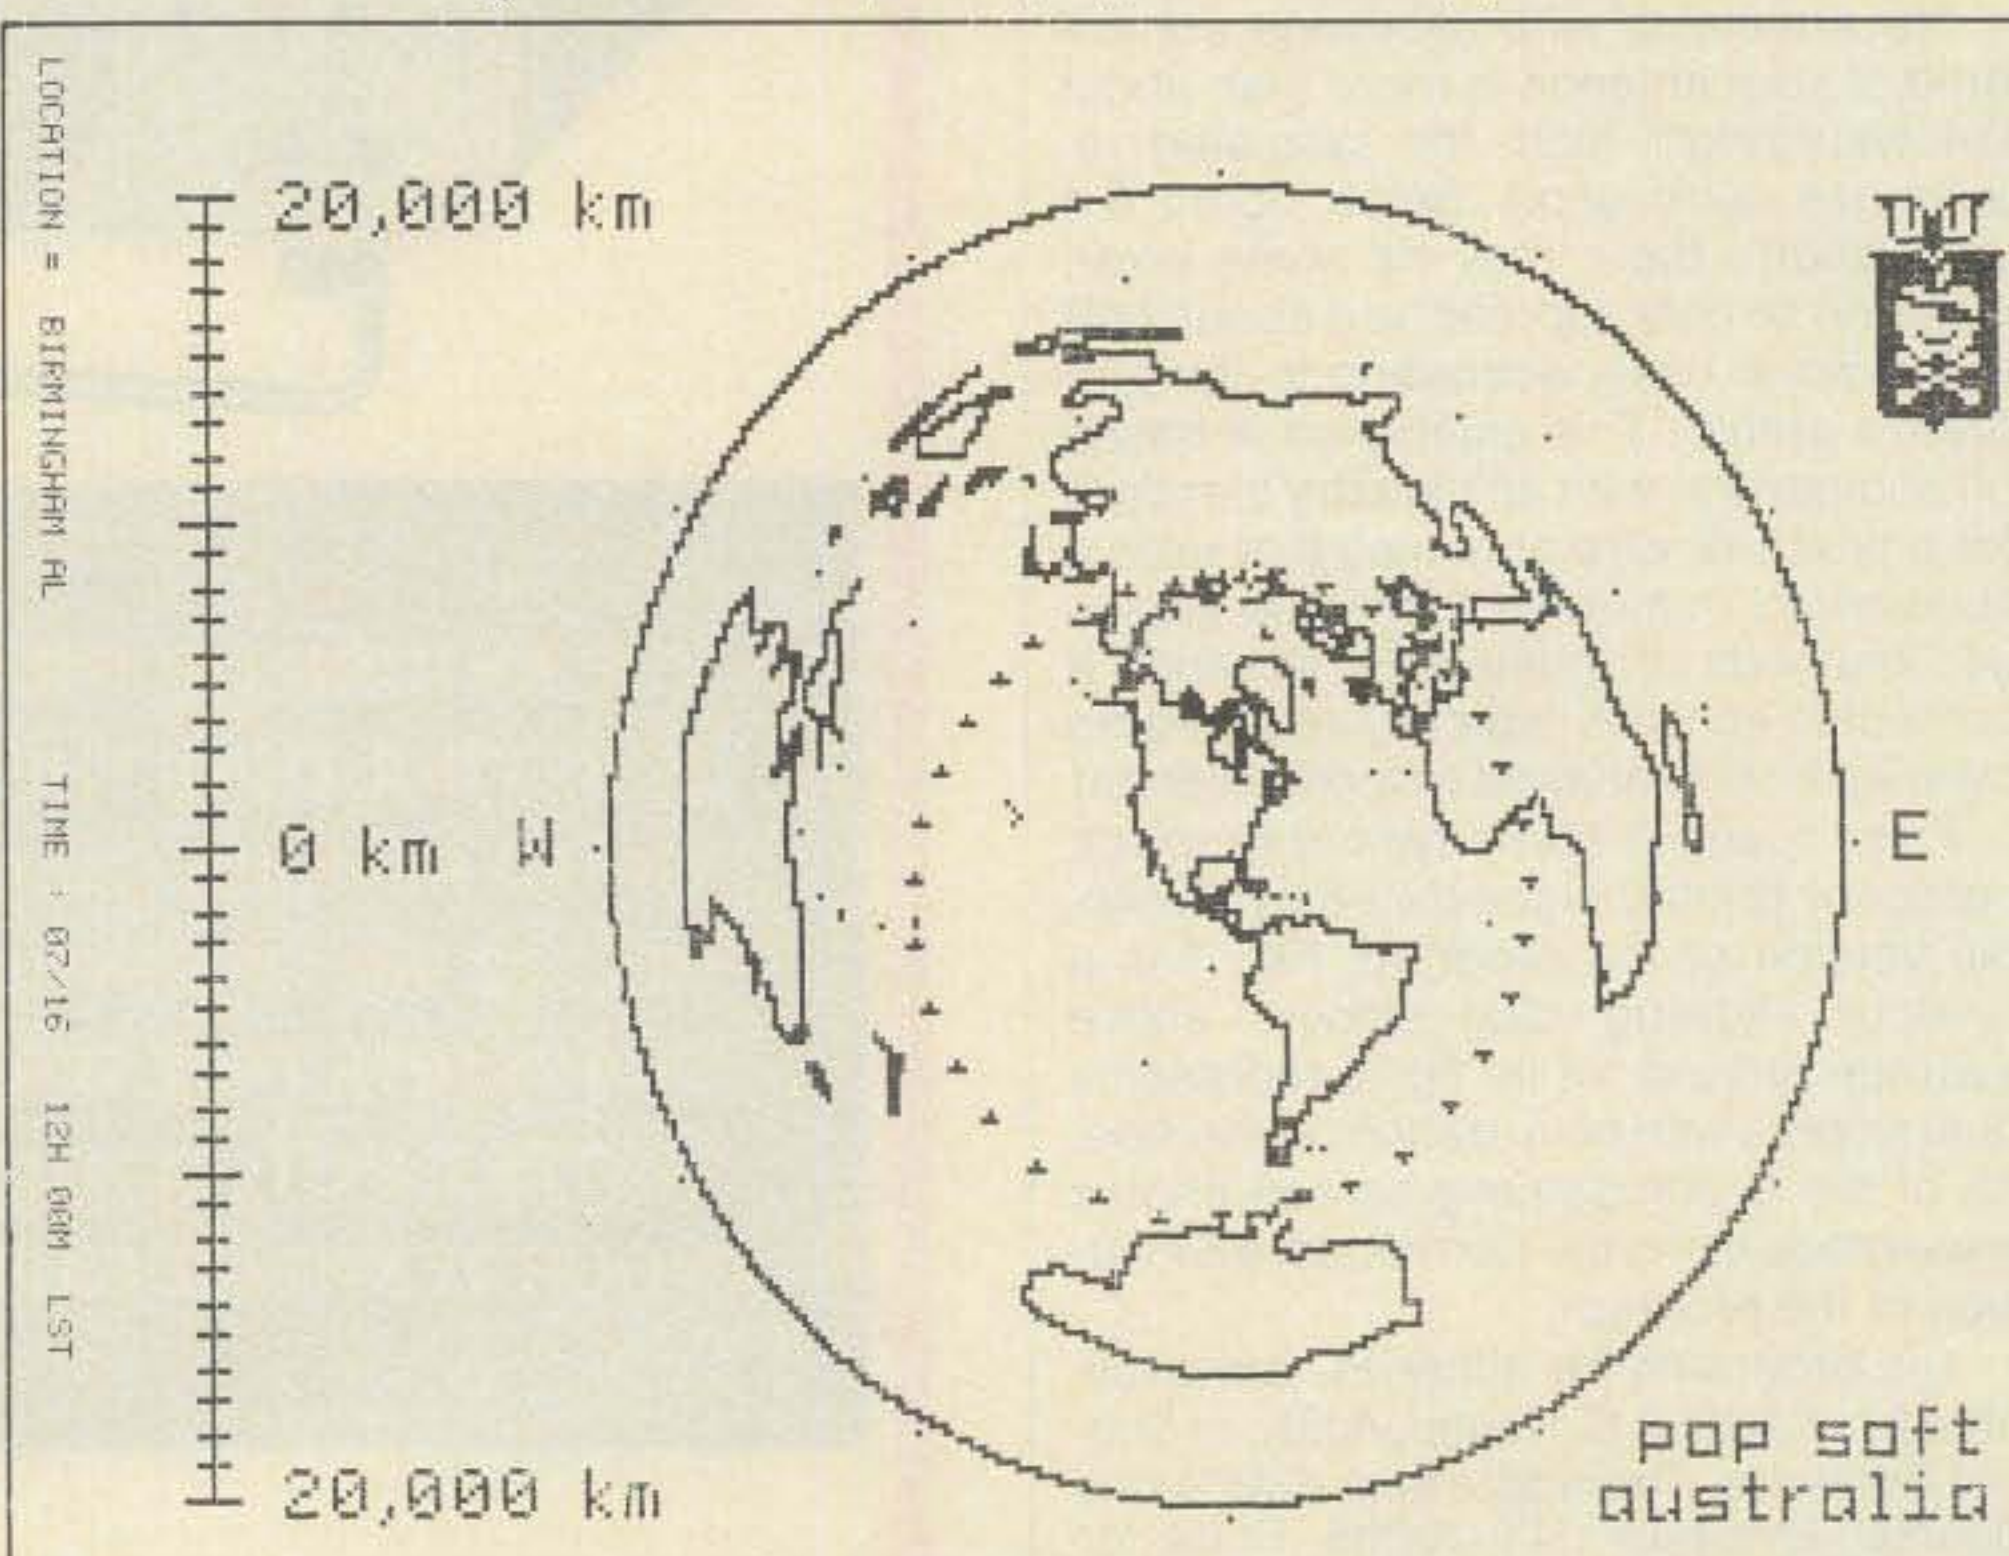 LOCATION = BIRMINGHAM AL TIME : 07/16 12H 00M LST
20,000 km
0 km
W
E
20,000 km
pop soft
australia